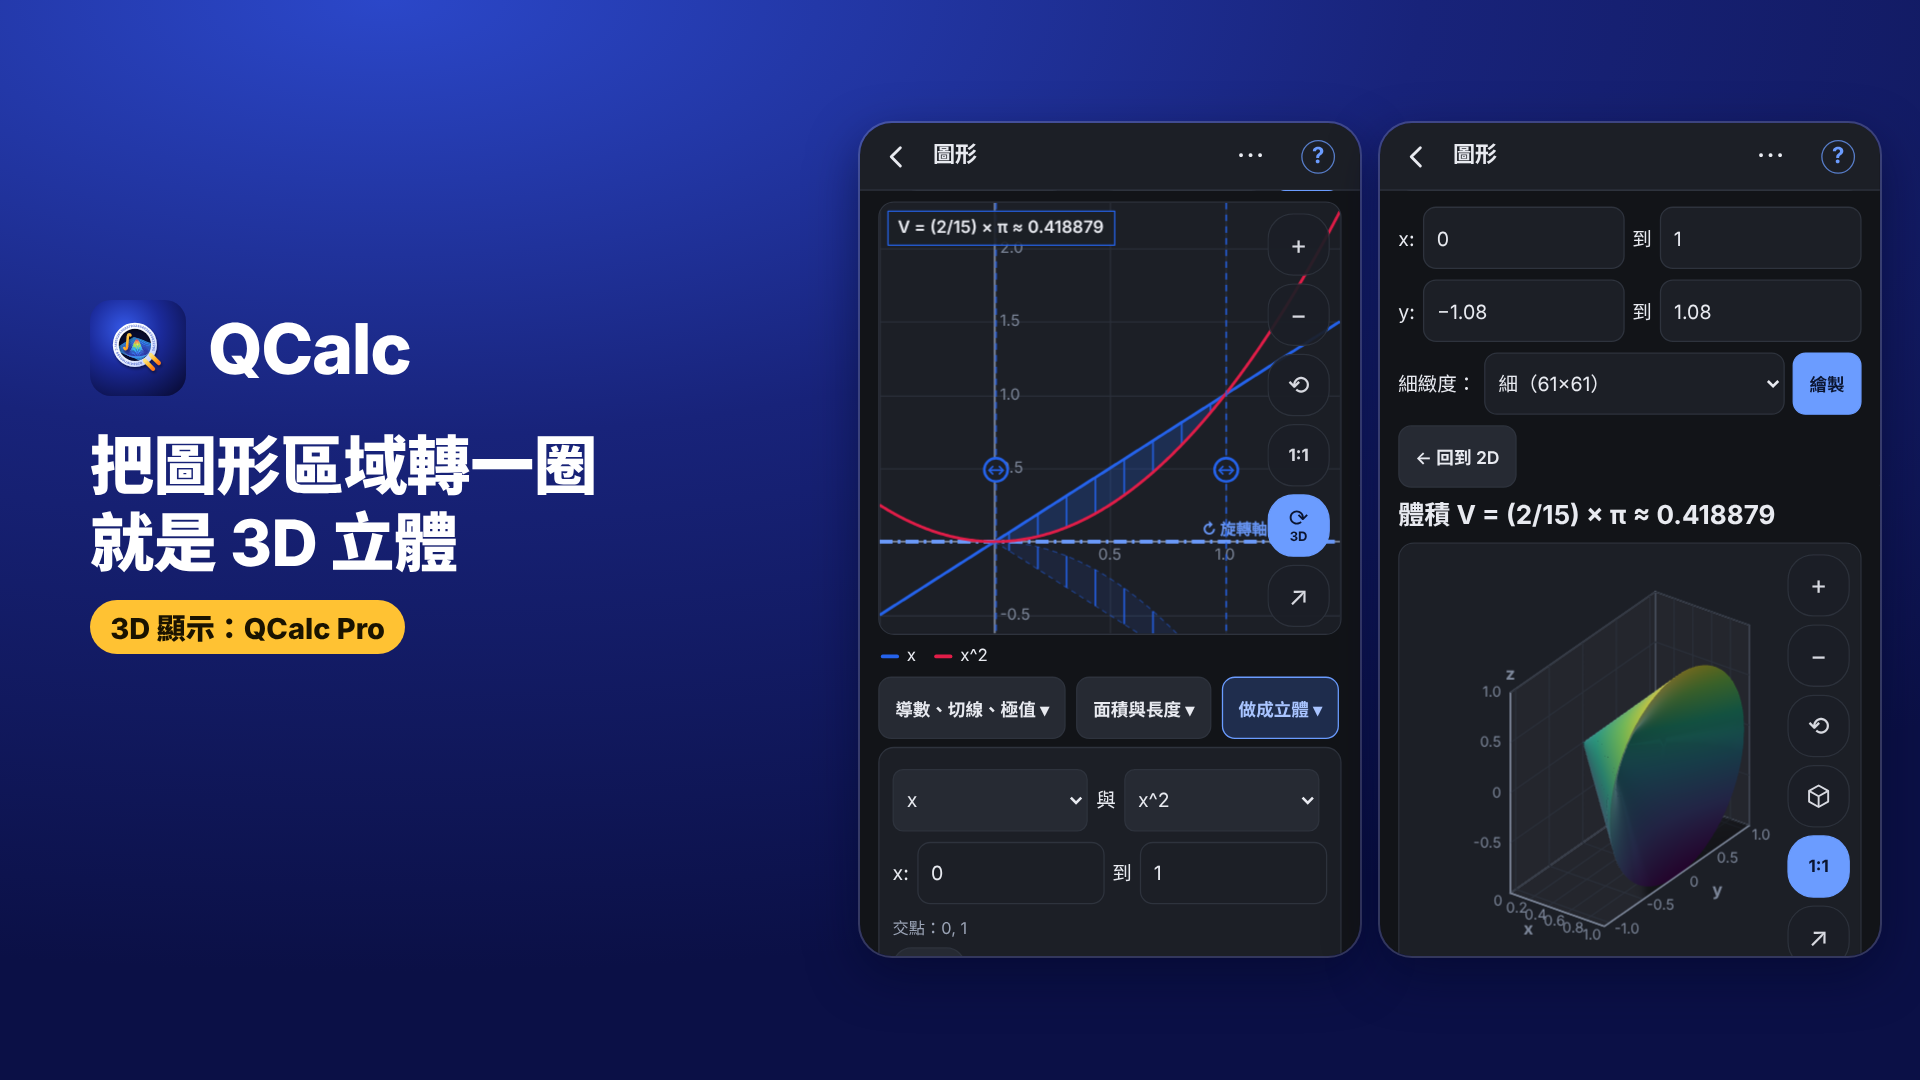 QCalc
把圖形區域轉一圈
就是 3D 立體
3D 顯示：QCalc Pro
圖形
...
?
V = (2/15) × π ≈ 0.418879
2.0
1.5
1.0
.5
-0.5
0.5
1.0
旋轉軸
+
−
1:1
3D
x
x^2
導數、切線、極值 ▾
面積與長度 ▾
做成立體 ▾
x
與
x^2
x:
0
到
1
交點：0, 1
圖形
...
?
x:
0
到
1
y:
−1.08
到
1.08
細緻度：
細（61×61）
繪製
← 回到 2D
體積 V = (2/15) × π ≈ 0.418879
+
−
1:1
z
1.0
0.5
0
-0.5
0
0.2
0.4
0.6
0.8
1.0
x
-1.0
-0.5
0
0.5
1.0
y